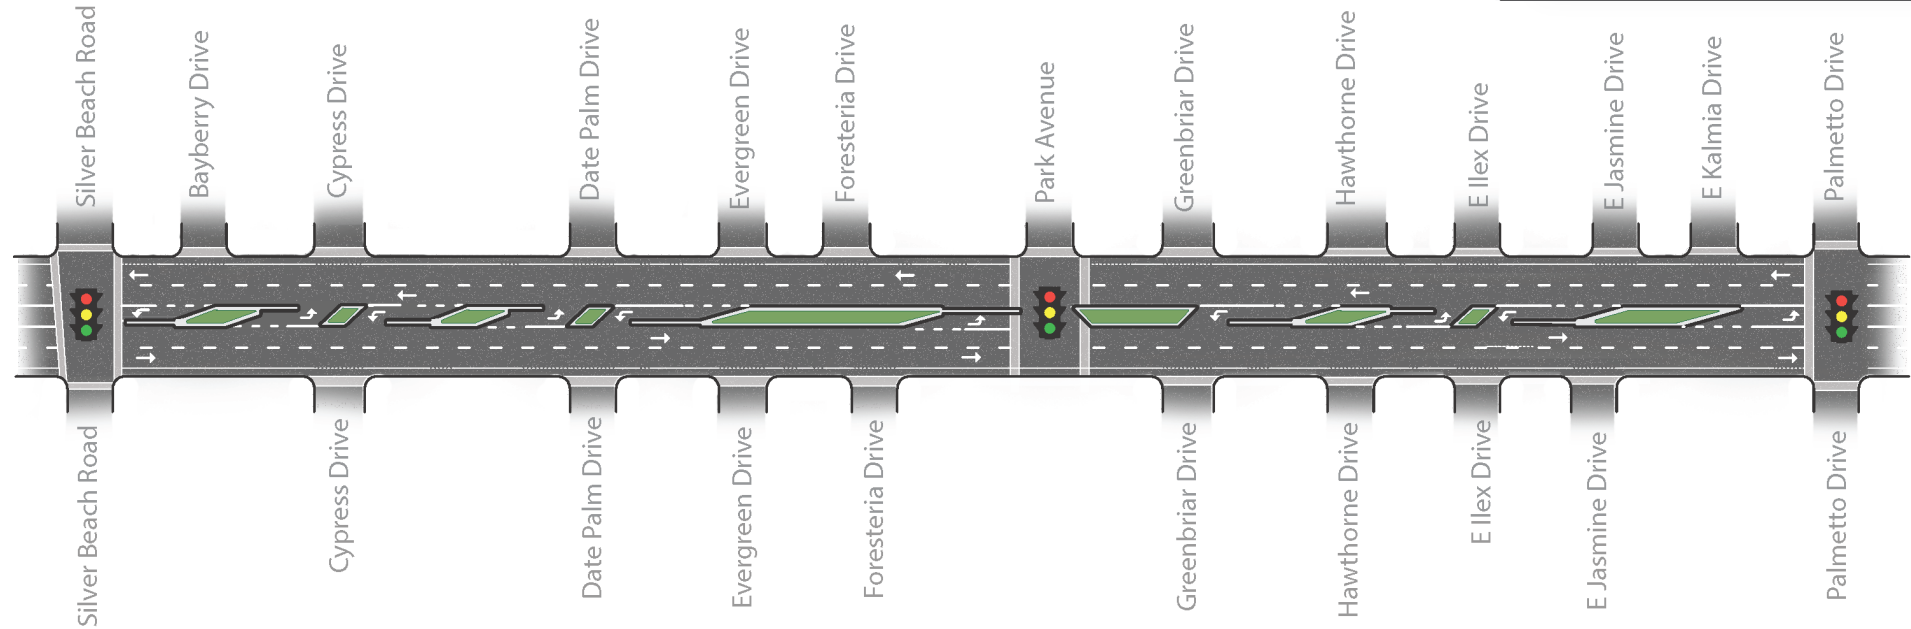 Silver Beach Road
Bayberry Drive
Cypress Drive
Date Palm Drive
Evergreen Drive
Foresteria Drive
Park Avenue
Greenbriar Drive
Hawthorne Drive
E Ilex Drive
E Jasmine Drive
E Kalmia Drive
Palmetto Drive
Silver Beach Road
Cypress Drive
Date Palm Drive
Evergreen Drive
Foresteria Drive
Greenbriar Drive
Hawthorne Drive
E Ilex Drive
E Jasmine Drive
Palmetto Drive